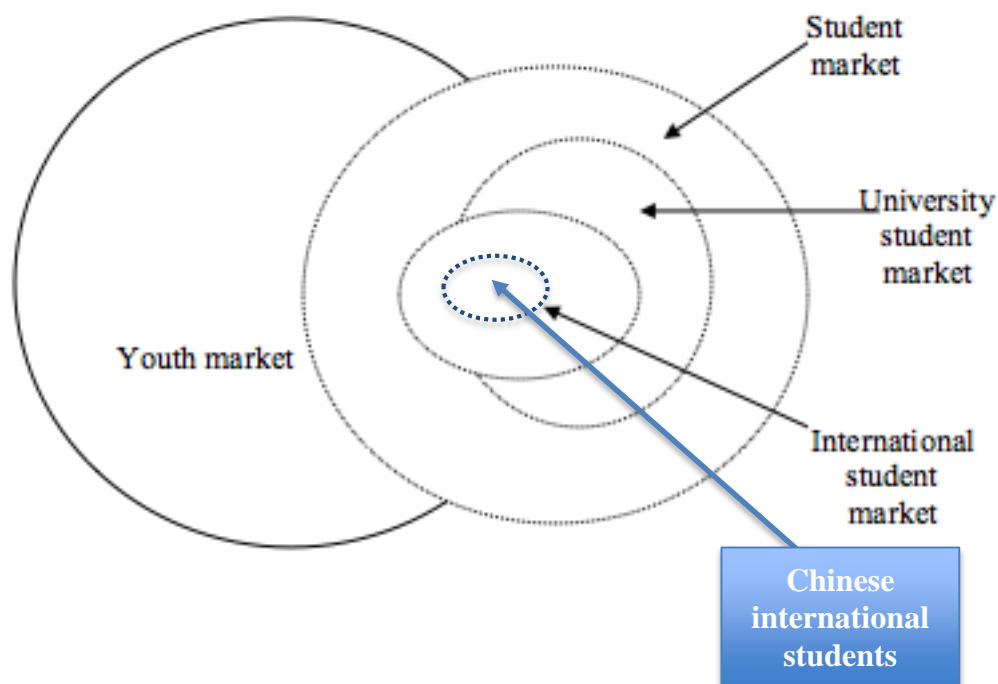 Student
market
University
student
market
Youth market
International
student
market
Chinese
international
students